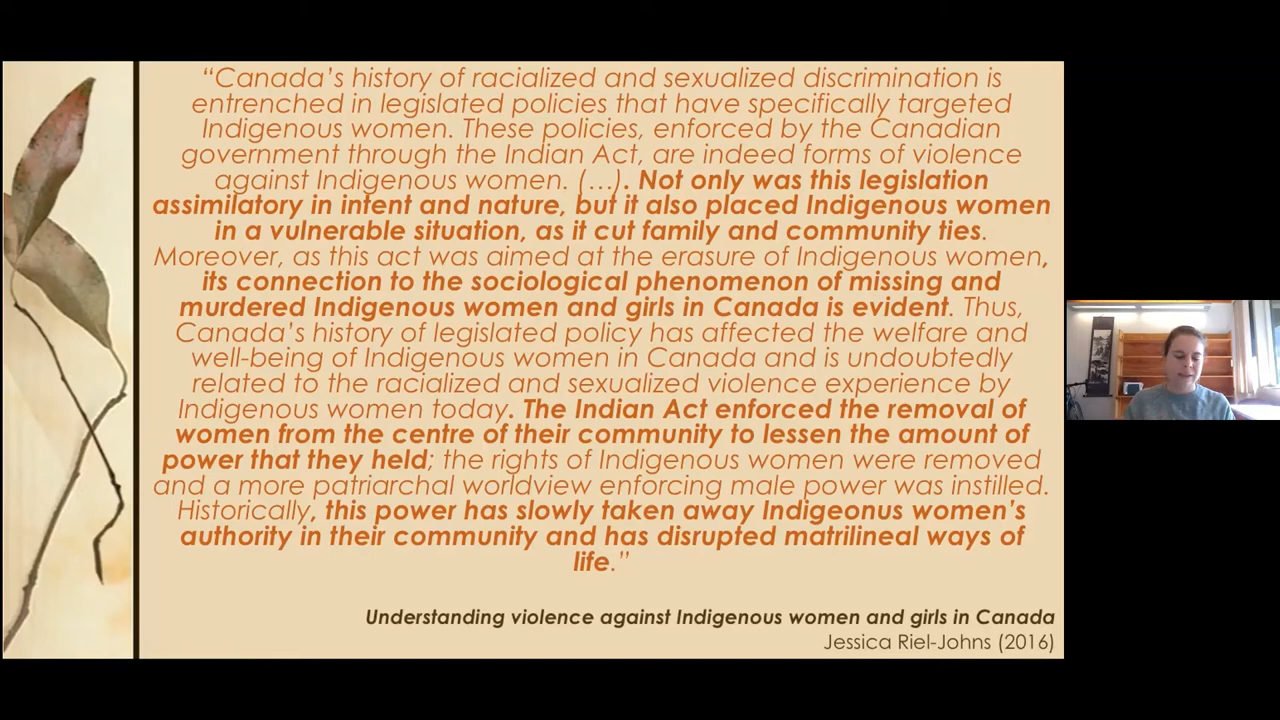 “Canada’s history of racialized and sexualized discrimination is
entrenched in legislated policies that have specifically targeted
Indigenous women. These policies, enforced by the Canadian
government through the Indian Act, are indeed forms of violence
against Indigenous women. (…). Not only was this legislation
assimilatory in intent and nature, but it also placed Indigenous women
in a vulnerable situation, as it cut family and community ties.
Moreover, as this act was aimed at the erasure of Indigenous women,
its connection to the sociological phenomenon of missing and
murdered Indigenous women and girls in Canada is evident. Thus,
Canada’s history of legislated policy has affected the welfare and
well-being of Indigenous women in Canada and is undoubtedly
related to the racialized and sexualized violence experience by
Indigenous women today. The Indian Act enforced the removal of
women from the centre of their community to lessen the amount of
power that they held; the rights of Indigenous women were removed
and a more patriarchal worldview enforcing male power was instilled.
Historically, this power has slowly taken away Indigeonus women’s
authority in their community and has disrupted matrilineal ways of
life.”
Understanding violence against Indigenous women and girls in Canada
Jessica Riel-Johns (2016)